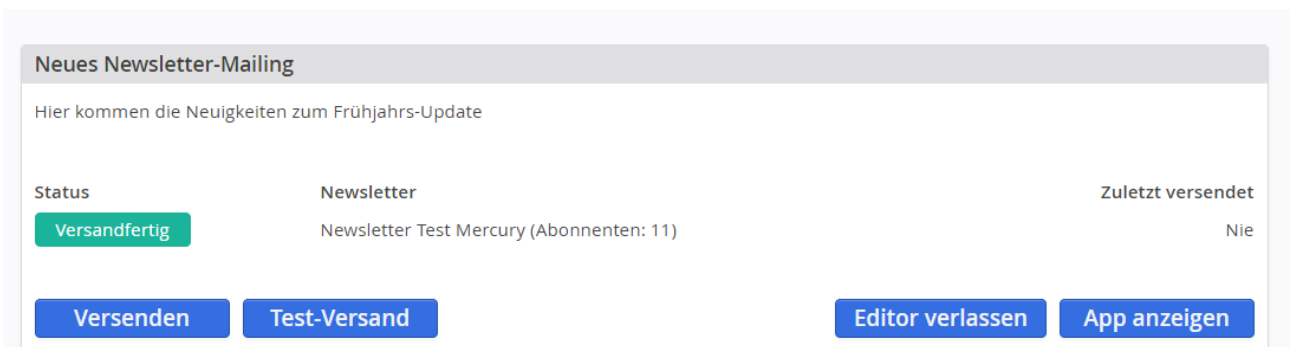 Neues Newsletter-Mailing
Hier kommen die Neuigkeiten zum Frühjahrs-Update
Status Newsletter Zuletzt versendet
Versandfertig Newsletter Test Mercury (Abonnenten: 11) Nie
Versenden Test-Versand Editor verlassen App anzeigen